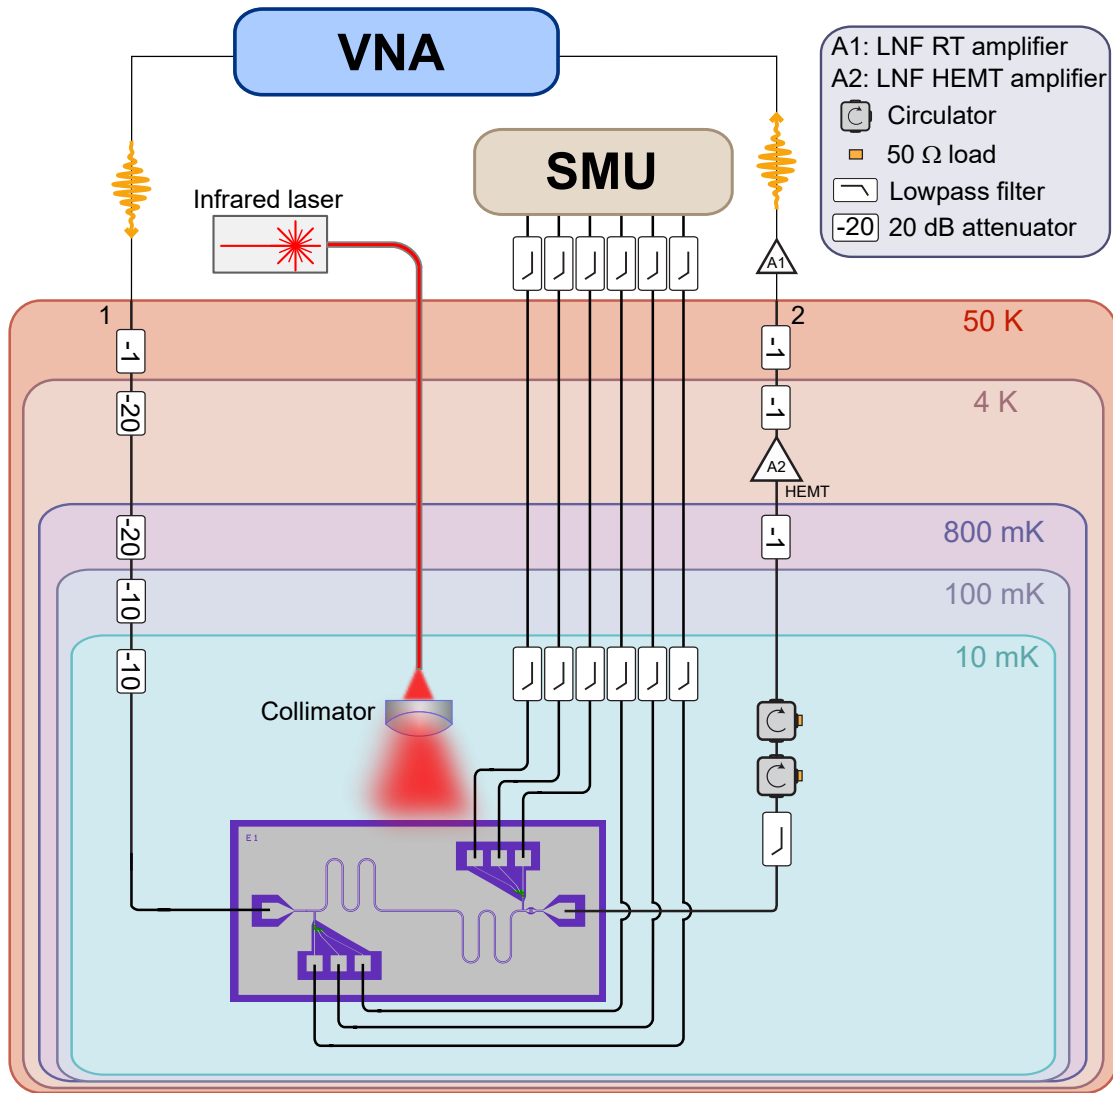 VNA
A1: LNF RT amplifier
A2: LNF HEMT amplifier
Circulator
50 Ω load
Lowpass filter
-20 20 dB attenuator
SMU
Infrared laser
A1
1
2
50 K
-1
-1
4 K
-20
-1
A2
HEMT
800 mK
-20
-1
100 mK
-10
10 mK
-10
Collimator
E1